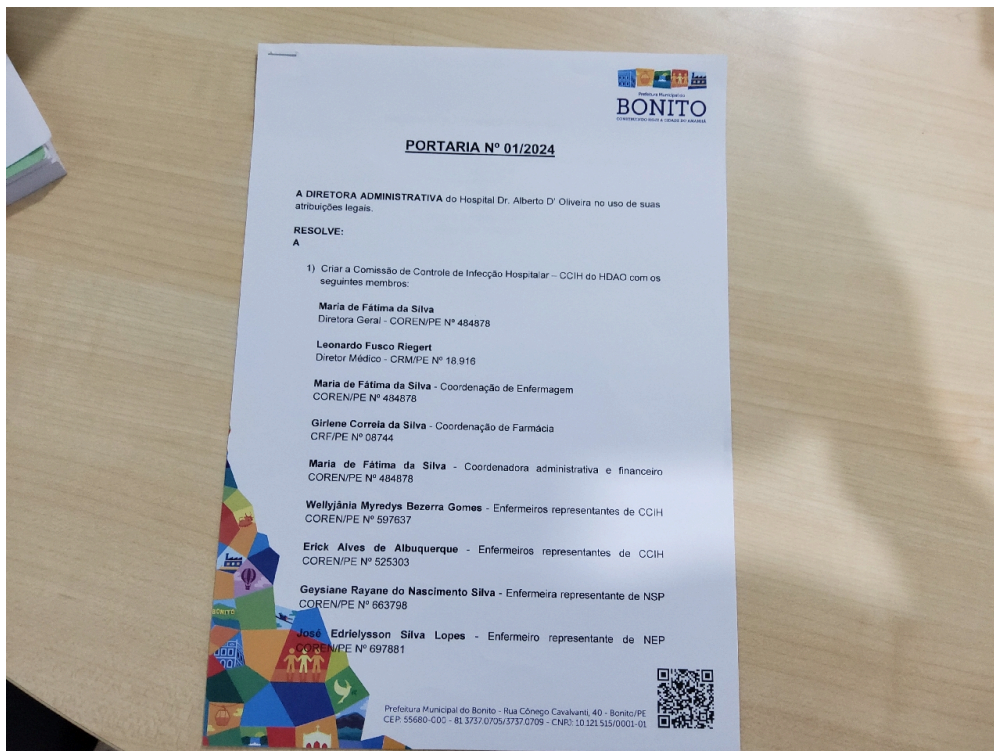 Prefeitura Municipal do
BONITO
PORTARIA Nº 01/2024
A DIRETORA ADMINISTRATIVA do Hospital Dr. Alberto D' Oliveira no uso de suas
atribuições legais.
RESOLVE:
A
1) Criar a Comissão de Controle de Infecção Hospitalar – CCIH do HDAO com os
seguintes membros:
Maria de Fátima da Silva
Diretora Geral - COREN/PE Nº 484878
Leonardo Fusco Riegert
Diretor Médico - CRM/PE Nº 18.916
Maria de Fátima da Silva - Coordenação de Enfermagem
COREN/PE Nº 484878
Girlene Correia da Silva - Coordenação de Farmácia
CRF/PE Nº 08744
Maria de Fátima da Silva - Coordenadora administrativa e financeiro
COREN/PE Nº 484878
Wellyjânia Myredys Bezerra Gomes - Enfermeiros representantes de CCIH
COREN/PE Nº 597637
Erick Alves de Albuquerque - Enfermeiros representantes de CCIH
COREN/PE Nº 525303
Geysiane Rayane do Nascimento Silva - Enfermeira representante de NSP
COREN/PE Nº 663798
José Edrielysson Silva Lopes - Enfermeiro representante de NEP
COREN/PE Nº 697881
BONITO
Prefeitura Municipal do Bonito - Rua Cônego Cavalvanti, 40 - Bonito/PE
CEP: 55680-000 - 81 3737.0705/3737.0709 - CNPJ: 10.121.515/0001-01